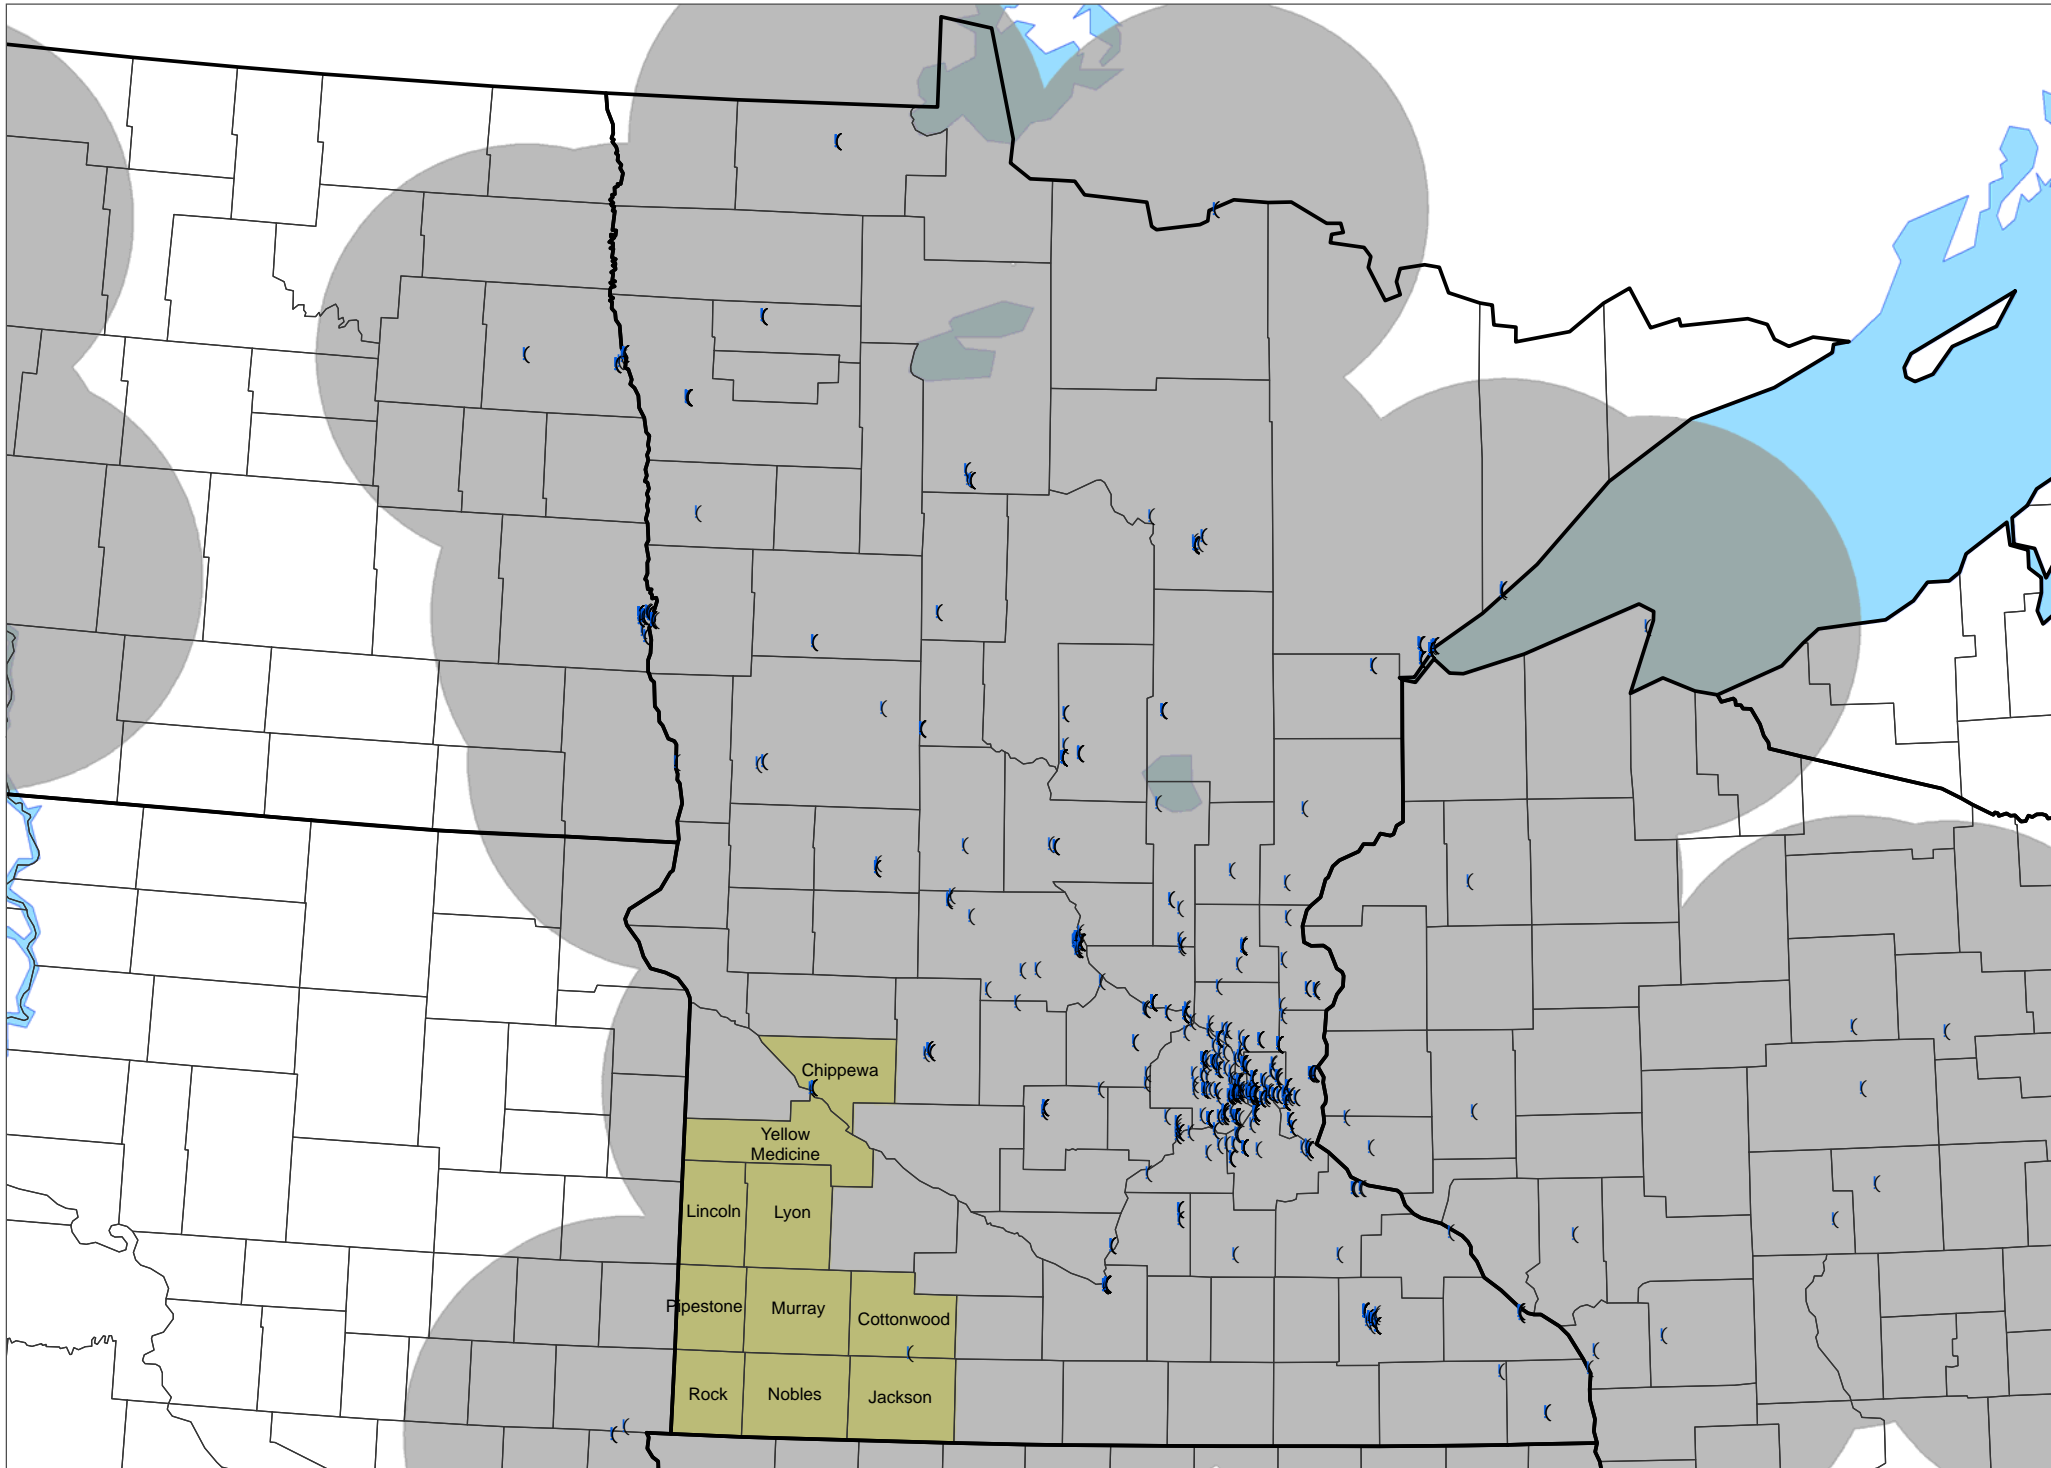 Chippewa
Yellow
Medicine
Lincoln
Lyon
Pipestone
Murray
Cottonwood
Rock
Nobles
Jackson